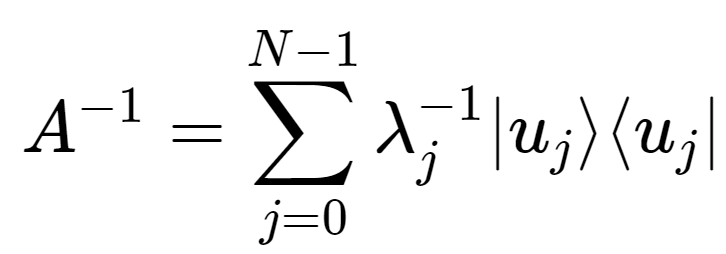 A^{-1} = \sum_{j=0}^{N-1} \lambda_j^{-1} |u_j\rangle\langle u_j|